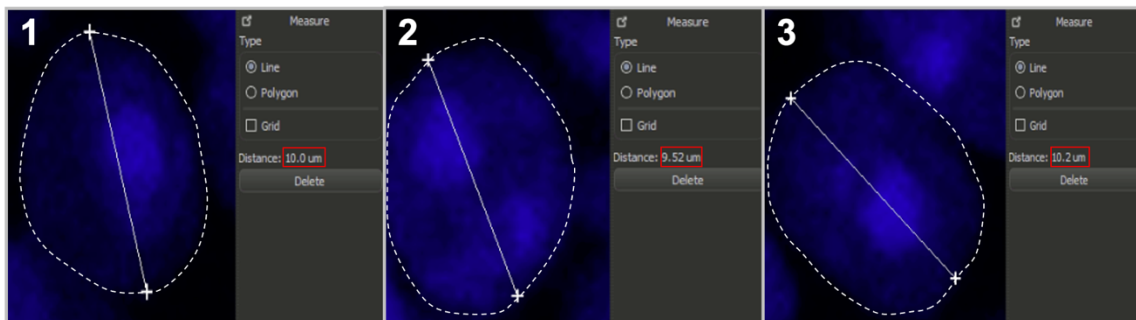 1
Measure
Type
Line
Polygon
Grid
Distance: 10.0 um
Delete
2
Measure
Type
Line
Polygon
Grid
Distance: 9.52 um
Delete
3
Measure
Type
Line
Polygon
Grid
Distance: 10.2 um
Delete